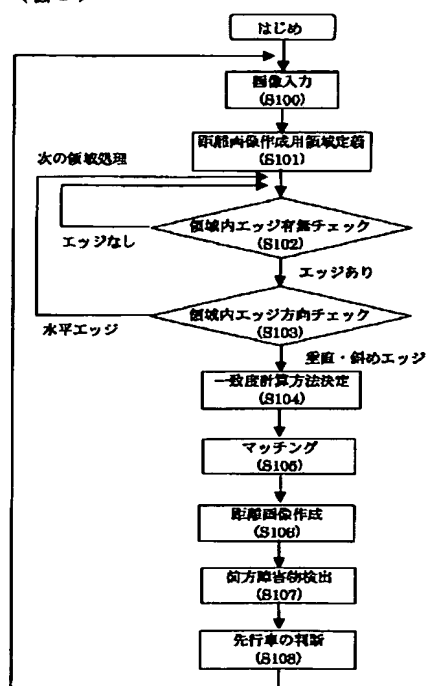 はじめ
画像入力
(S100)
距離画像作成用領域定義
(S101)
次の領域処理
領域内エッジ有無チェック
(S102)
エッジなし
エッジあり
領域内エッジ方向チェック
(S103)
水平エッジ
垂直・斜めエッジ
一致度計算方法決定
(S104)
マッチング
(S105)
距離画像作成
(S106)
前方障害物検出
(S107)
先行車の判断
(S108)